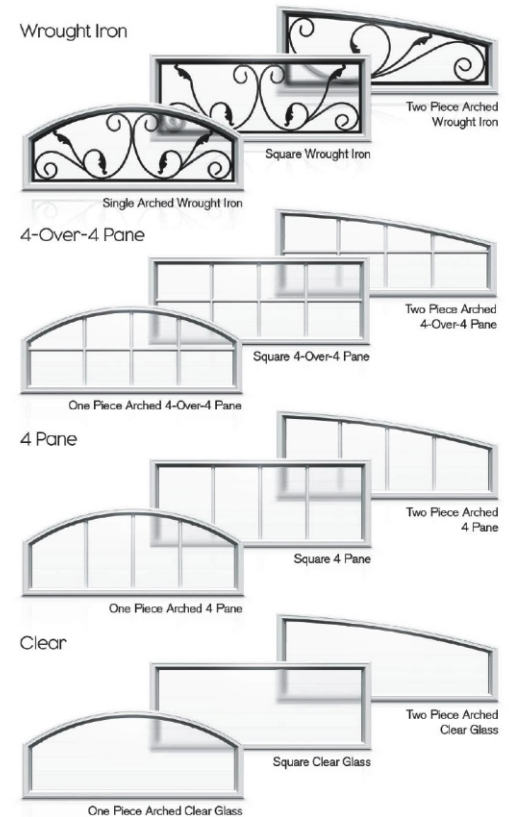 Wrought Iron
Two Piece Arched
Wrought Iron
Square Wrought Iron
Single Arched Wrought Iron
4-Over-4 Pane
Two Piece Arched
4-Over-4 Pane
Square 4-Over-4 Pane
One Piece Arched 4-Over-4 Pane
4 Pane
Two Piece Arched
4 Pane
Square 4 Pane
One Piece Arched 4 Pane
Clear
Two Piece Arched
Clear Glass
Square Clear Glass
One Piece Arched Clear Glass